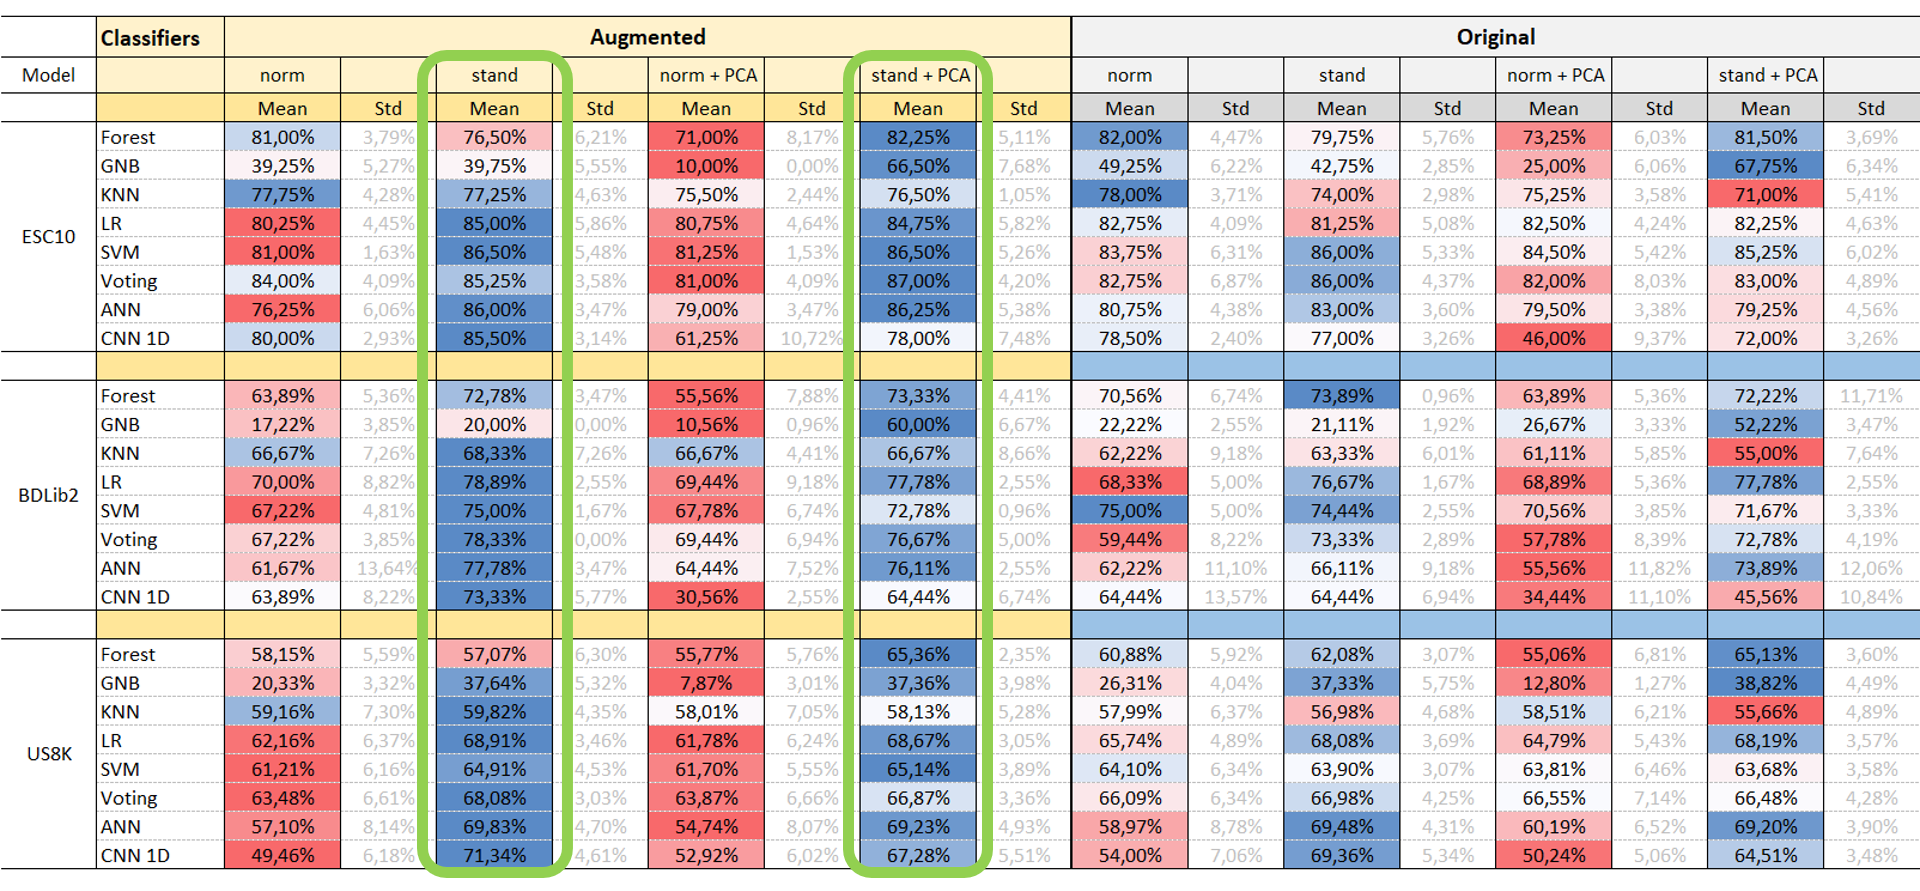 Classifiers Augmented Original
Model norm stand norm + PCA stand + PCA norm stand norm + PCA stand + PCA
Mean Std Mean Std Mean Std Mean Std Mean Std Mean Std Mean Std Mean Std
Forest 81,00% 3,79% 76,50% 6,21% 71,00% 8,17% 82,25% 5,11% 82,00% 4,47% 79,75% 5,76% 73,25% 6,03% 81,50% 3,69%
GNB 39,25% 5,27% 39,75% 5,55% 10,00% 0,00% 66,50% 7,68% 49,25% 6,22% 42,75% 2,85% 25,00% 6,06% 67,75% 6,34%
KNN 77,75% 4,28% 77,25% 4,63% 75,50% 2,44% 76,50% 1,05% 78,00% 3,71% 74,00% 2,98% 75,25% 3,58% 71,00% 5,41%
LR 80,25% 4,45% 85,00% 5,86% 80,75% 4,64% 84,75% 5,82% 82,75% 4,09% 81,25% 5,08% 82,50% 4,24% 82,25% 4,63%
ESC10
SVM 81,00% 1,63% 86,50% 5,48% 81,25% 1,53% 86,50% 5,26% 83,75% 6,31% 86,00% 5,33% 84,50% 5,42% 85,25% 6,02%
Voting 84,00% 4,09% 85,25% 3,58% 81,00% 4,09% 87,00% 4,20% 82,75% 6,87% 86,00% 4,37% 82,00% 8,03% 83,00% 4,89%
ANN 76,25% 6,06% 86,00% 3,47% 79,00% 3,47% 86,25% 5,38% 80,75% 4,38% 83,00% 3,60% 79,50% 3,38% 79,25% 4,56%
CNN 1D 80,00% 2,93% 85,50% 3,14% 61,25% 10,72% 78,00% 7,48% 78,50% 2,40% 77,00% 3,26% 46,00% 9,37% 72,00% 3,26%
Forest 63,89% 5,36% 72,78% 3,47% 55,56% 7,88% 73,33% 4,41% 70,56% 6,74% 73,89% 0,96% 63,89% 5,36% 72,22% 11,71%
GNB 17,22% 3,85% 20,00% 0,00% 10,56% 0,96% 60,00% 6,67% 22,22% 2,55% 21,11% 1,92% 26,67% 3,33% 52,22% 3,47%
KNN 66,67% 7,26% 68,33% 7,26% 66,67% 4,41% 66,67% 8,66% 62,22% 9,18% 63,33% 6,01% 61,11% 5,85% 55,00% 7,64%
LR 70,00% 8,82% 78,89% 2,55% 69,44% 9,18% 77,78% 2,55% 68,33% 5,00% 76,67% 1,67% 68,89% 5,36% 77,78% 2,55%
BDLib2
SVM 67,22% 4,81% 75,00% 1,67% 67,78% 6,74% 72,78% 0,96% 75,00% 5,00% 74,44% 2,55% 70,56% 3,85% 71,67% 3,33%
Voting 67,22% 3,85% 78,33% 0,00% 69,44% 6,94% 76,67% 5,00% 59,44% 8,22% 73,33% 2,89% 57,78% 8,39% 72,78% 4,19%
ANN 61,67% 13,64% 77,78% 3,47% 64,44% 7,52% 76,11% 2,55% 62,22% 11,10% 66,11% 9,18% 55,56% 11,82% 73,89% 12,06%
CNN 1D 63,89% 8,22% 73,33% 5,77% 30,56% 2,55% 64,44% 6,74% 64,44% 13,57% 64,44% 6,94% 34,44% 11,10% 45,56% 10,84%
Forest 58,15% 5,59% 57,07% 6,30% 55,77% 5,76% 65,36% 2,35% 60,88% 5,92% 62,08% 3,07% 55,06% 6,81% 65,13% 3,60%
GNB 20,33% 3,32% 37,64% 5,32% 7,87% 3,01% 37,36% 3,98% 26,31% 4,04% 37,33% 5,75% 12,80% 1,27% 38,82% 4,49%
KNN 59,16% 7,30% 59,82% 4,35% 58,01% 7,05% 58,13% 5,28% 57,99% 6,37% 56,98% 4,68% 58,51% 6,21% 55,66% 4,89%
LR 62,16% 6,37% 68,91% 3,46% 61,78% 6,24% 68,67% 3,05% 65,74% 4,89% 68,08% 3,69% 64,79% 5,43% 68,19% 3,57%
US8K
SVM 61,21% 6,16% 64,91% 4,53% 61,70% 5,55% 65,14% 3,89% 64,10% 6,34% 63,90% 3,07% 63,81% 6,46% 63,68% 3,58%
Voting 63,48% 6,61% 68,08% 3,03% 63,87% 6,66% 66,87% 3,36% 66,09% 6,34% 66,98% 4,25% 66,55% 7,14% 66,48% 4,28%
ANN 57,10% 8,14% 69,83% 4,70% 54,74% 8,07% 69,23% 4,93% 58,97% 8,78% 69,48% 4,31% 60,19% 6,52% 69,20% 3,90%
CNN 1D 49,46% 6,18% 71,34% 4,61% 52,92% 6,02% 67,28% 5,51% 54,00% 7,06% 69,36% 5,34% 50,24% 5,06% 64,51% 3,48%